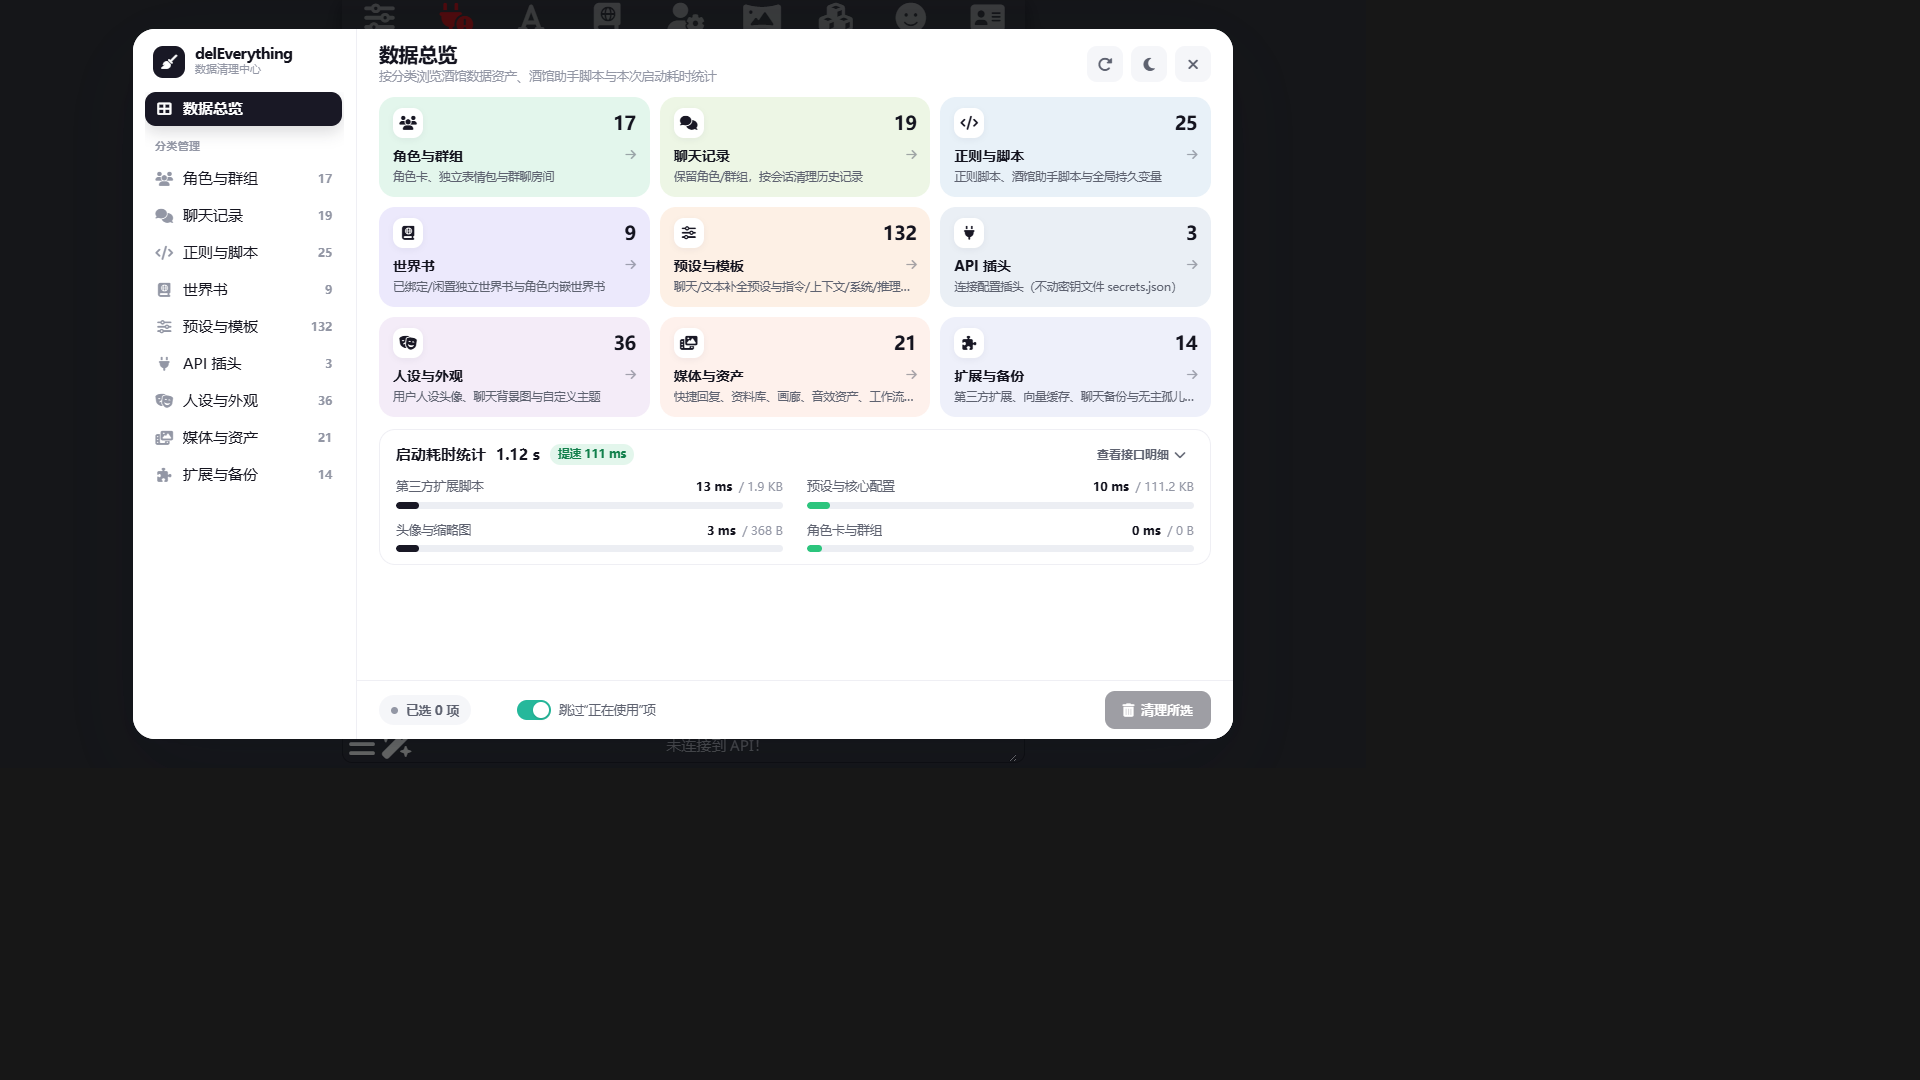 delEverything
数据清理中心
数据总览
分类管理
角色与群组 17
聊天记录 19
正则与脚本 25
世界书 9
预设与模板 132
API 插头 3
人设与外观 36
媒体与资产 21
扩展与备份 14
数据总览
按分类浏览酒馆数据资产、酒馆助手脚本与本次启动耗时统计
17
角色与群组
角色卡、独立表情包与群聊房间
19
聊天记录
保留角色/群组，按会话清理历史记录
25
正则与脚本
正则脚本、酒馆助手脚本与全局持久变量
9
世界书
已绑定/闲置独立世界书与角色内嵌世界书
132
预设与模板
聊天/文本补全预设与指令/上下文/系统/推理...
3
API 插头
连接配置插头（不动密钥文件 secrets.json）
36
人设与外观
用户人设头像、聊天背景图与自定义主题
21
媒体与资产
快捷回复、资料库、画廊、音效资产、工作流...
14
扩展与备份
第三方扩展、向量缓存、聊天备份与无主孤儿...
启动耗时统计 1.12 s 提速 111 ms 查看接口明细
第三方扩展脚本 13 ms / 1.9 KB
预设与核心配置 10 ms / 111.2 KB
头像与缩略图 3 ms / 368 B
角色卡与群组 0 ms / 0 B
已选 0 项 跳过“正在使用”项 清理所选
未连接到 API！